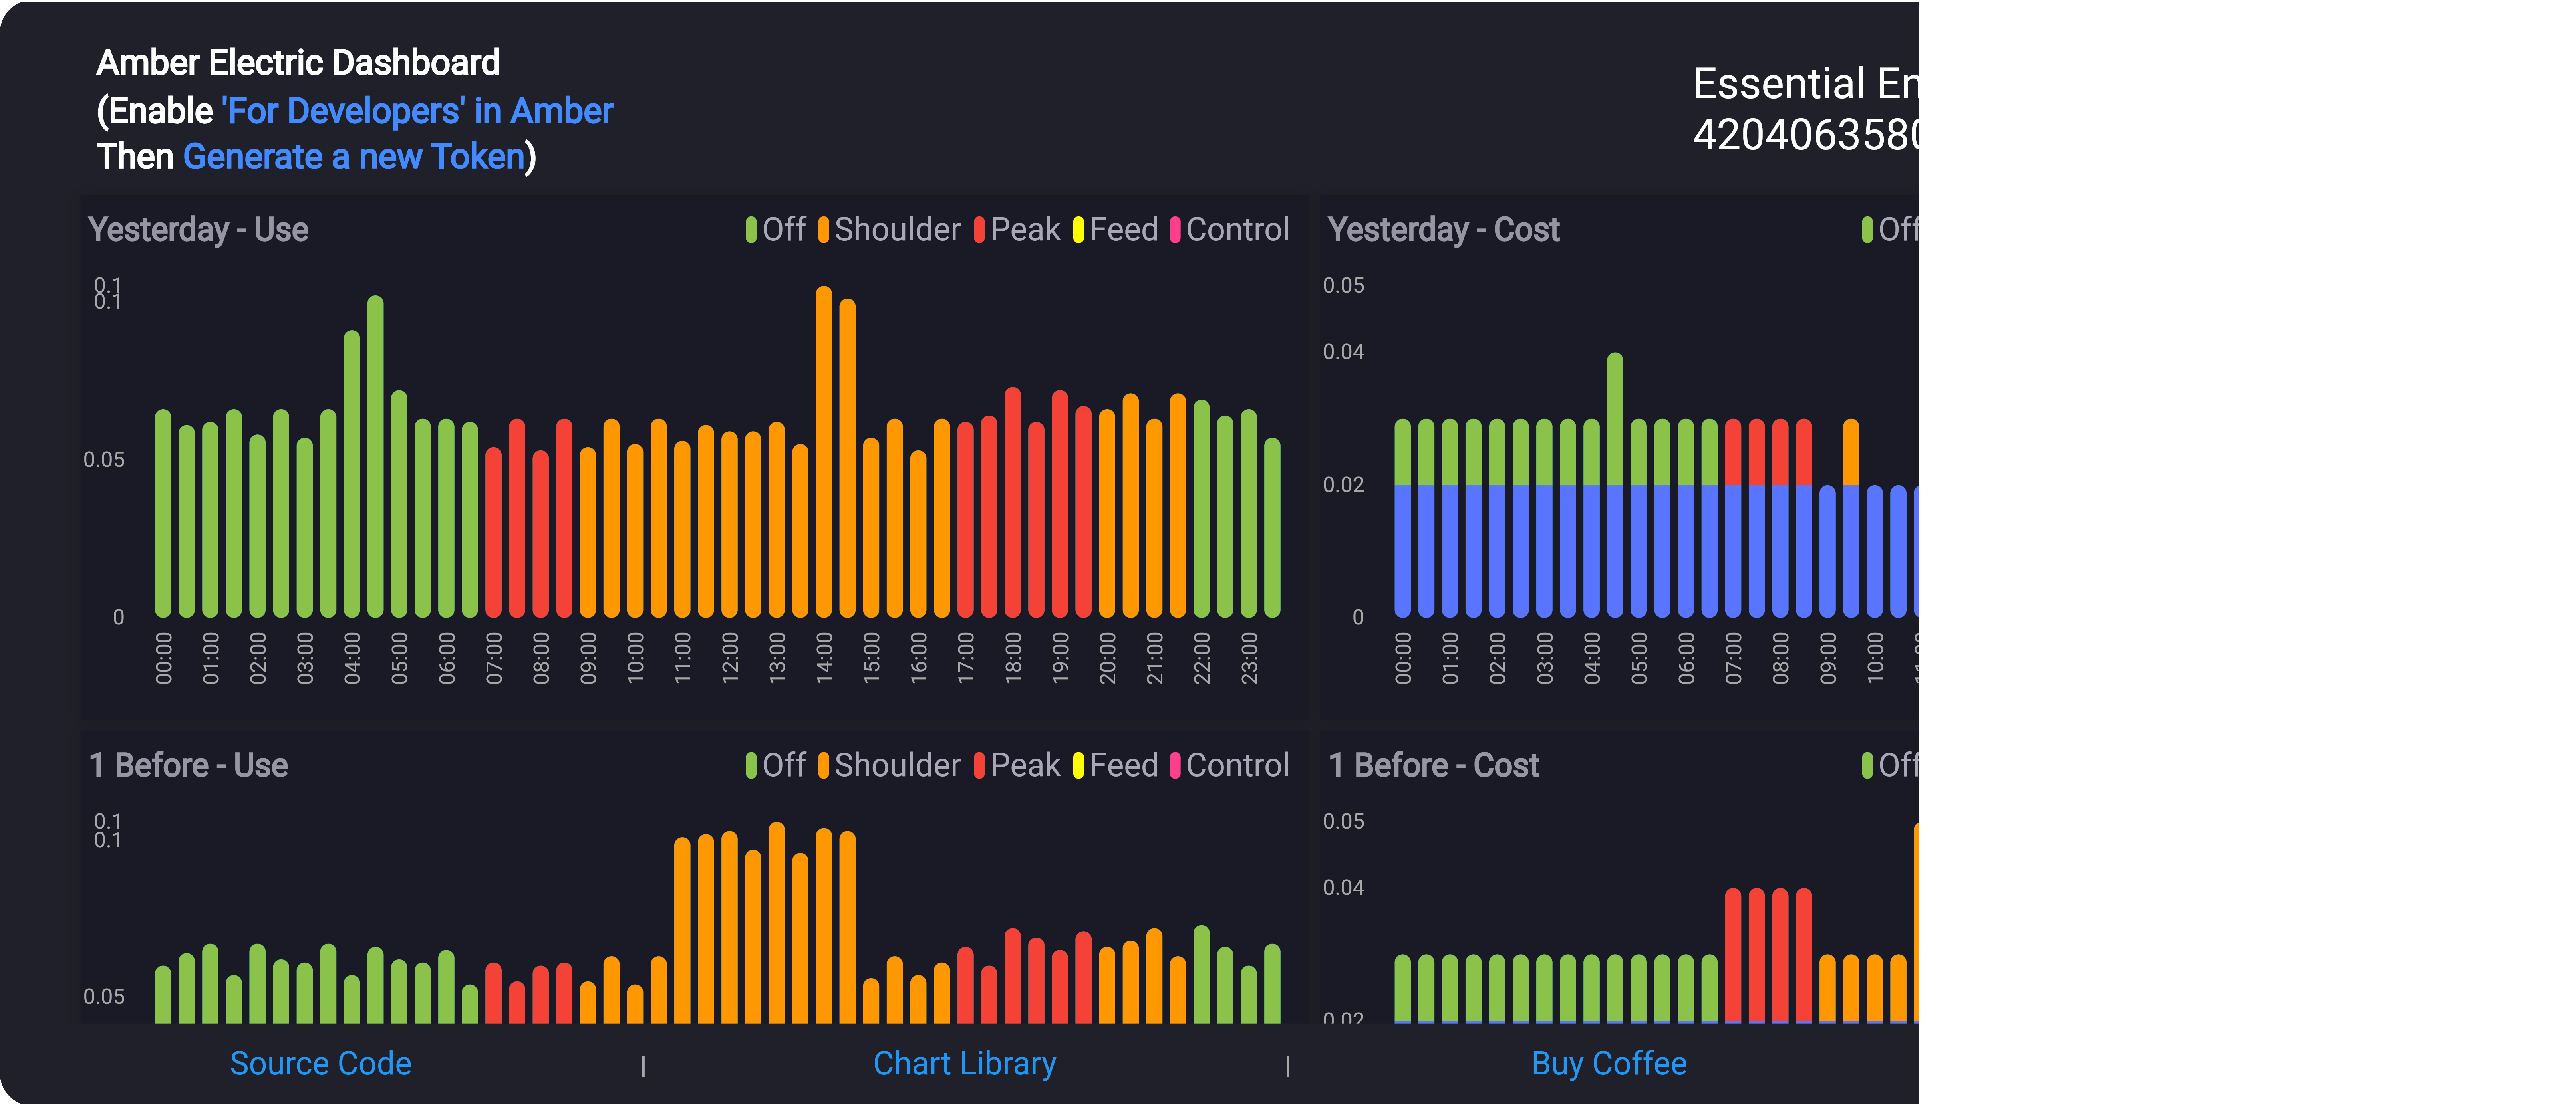 Amber Electric Dashboard
(Enable 'For Developers' in Amber
Then Generate a new Token)
Essential En
4204063580
Yesterday - Use
Off Shoulder Peak Feed Control
0.1
0.1
0.05
0
00:00 01:00 02:00 03:00 04:00 05:00 06:00 07:00 08:00 09:00 10:00 11:00 12:00 13:00 14:00 15:00 16:00 17:00 18:00 19:00 20:00 21:00 22:00 23:00
Yesterday - Cost
Off
0.05
0.04
0.02
0
00:00 01:00 02:00 03:00 04:00 05:00 06:00 07:00 08:00 09:00 10:00
1 Before - Use
Off Shoulder Peak Feed Control
0.1
0.1
0.05
1 Before - Cost
Off
0.05
0.04
0.02
Source Code | Chart Library | Buy Coffee